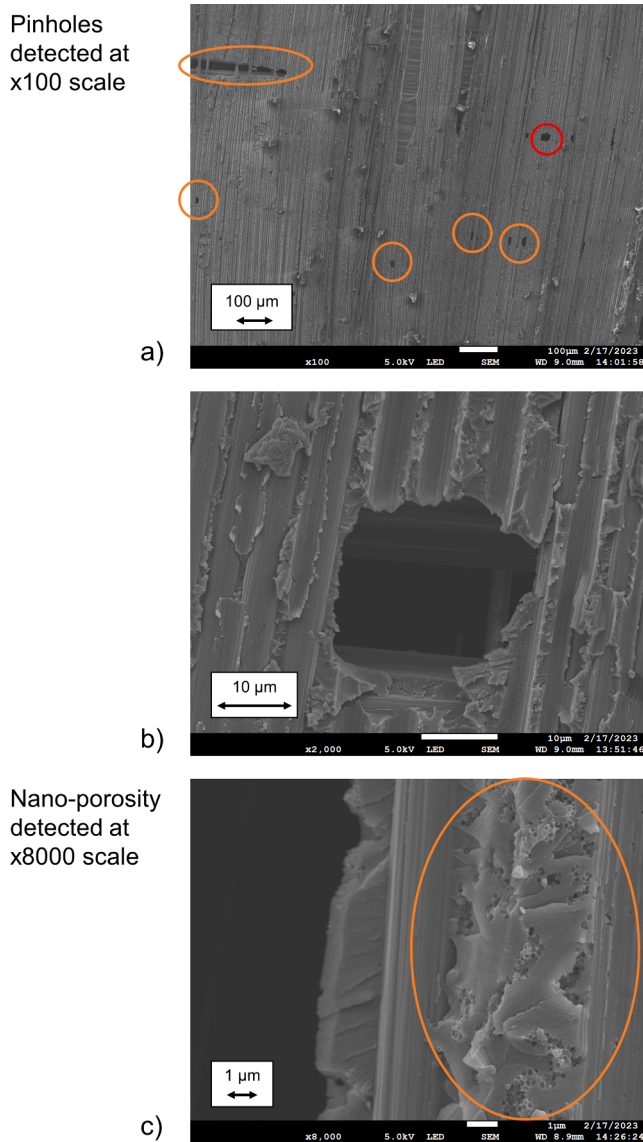 Pinholes
detected at
x100 scale
100 µm
100µm 2/17/2023
x100 5.0kV LED SEM WD 9.0mm 14:01:58
a)
10 µm
10µm 2/17/2023
x2,000 5.0kV LED SEM WD 9.0mm 13:51:46
b)
Nano-porosity
detected at
x8000 scale
1 µm
1µm 2/17/2023
x8,000 5.0kV LED SEM WD 8.9mm 14:26:24
c)